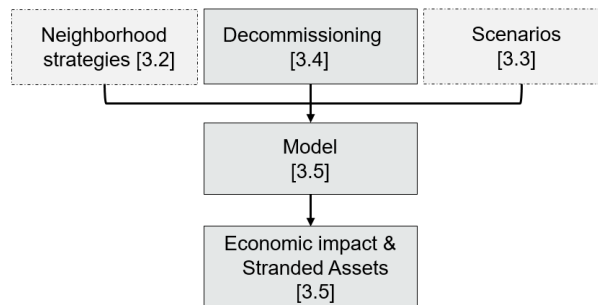 Neighborhood
strategies [3.2]
Decommissioning
[3.4]
Scenarios
[3.3]
Model
[3.5]
Economic impact &
Stranded Assets
[3.5]